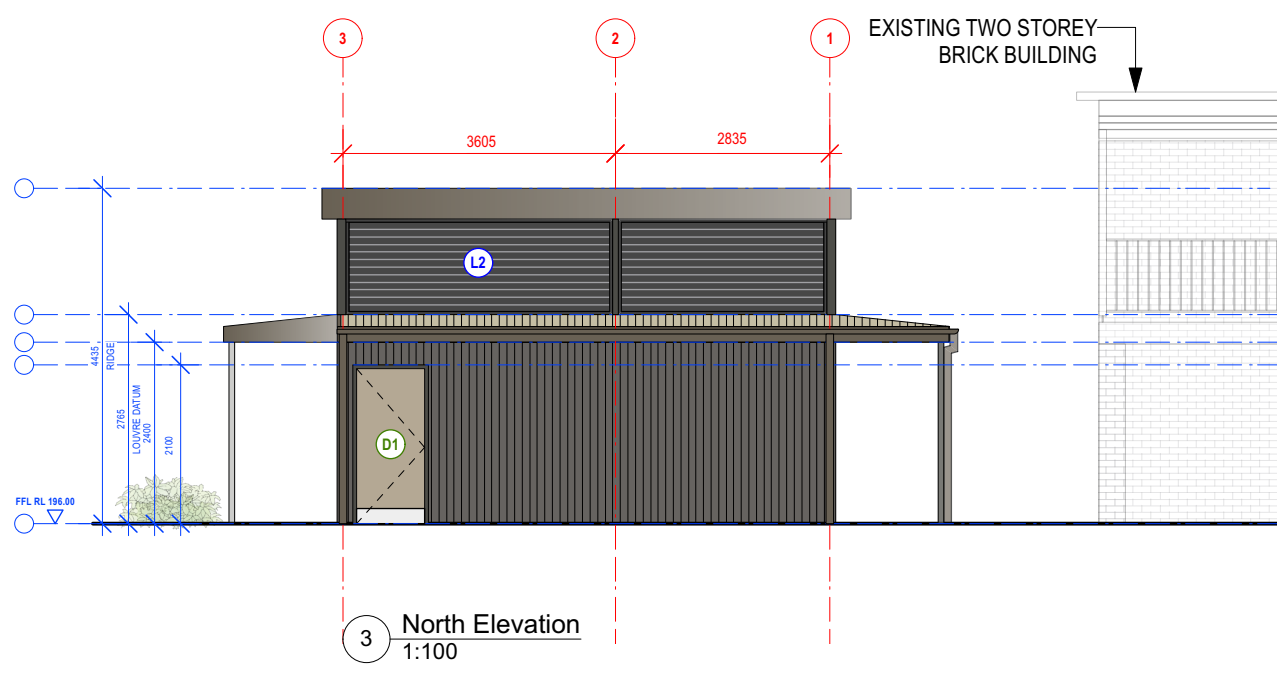 3
2
1
EXISTING TWO STOREY
BRICK BUILDING
3605
2835
L2
4435
RIDGE
2765
LOUVRE DATUM
2400
2100
D1
FFL RL 196.00
3
North Elevation
1:100